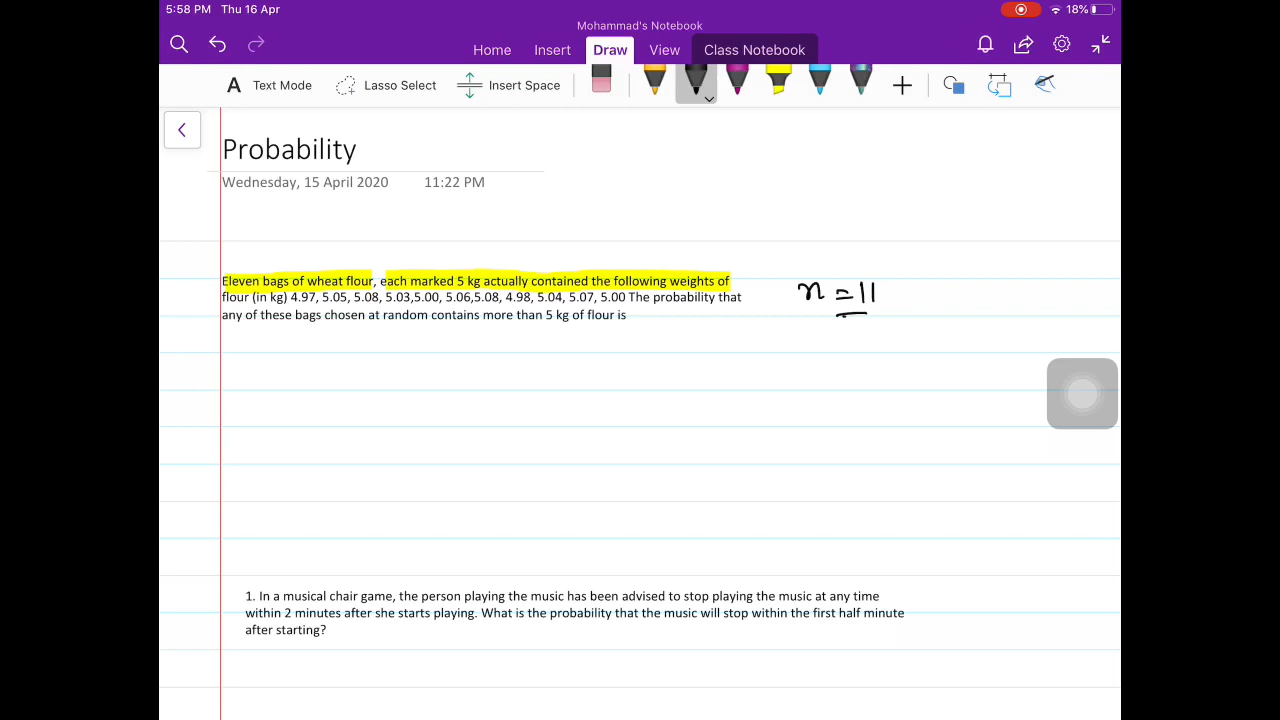 5:58 PM Thu 16 Apr
18%
Mohammad's Notebook
Home Insert Draw View Class Notebook
A Text Mode Lasso Select Insert Space
Probability
Wednesday, 15 April 2020 11:22 PM
Eleven bags of wheat flour, each marked 5 kg actually contained the following weights of
flour (in kg) 4.97, 5.05, 5.08, 5.03,5.00, 5.06,5.08, 4.98, 5.04, 5.07, 5.00 The probability that
any of these bags chosen at random contains more than 5 kg of flour is
n = 11
1. In a musical chair game, the person playing the music has been advised to stop playing the music at any time
within 2 minutes after she starts playing. What is the probability that the music will stop within the first half minute
after starting?